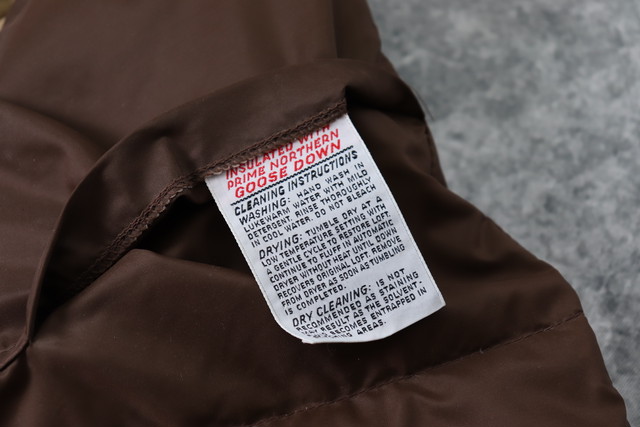 INSULATED WITH
PRIME NORTHERN
GOOSE DOWN
CLEANING INSTRUCTIONS
WASHING: HAND WASH IN
LUKEWARM WATER WITH MILD
DETERGENT. RINSE THOROUGHLY
IN COOL WATER. DO NOT BLEACH
DRYING: TUMBLE DRY AT A
LOW TEMPERATURE SETTING WITH
A GENTLE CYCLE TO RESTORE LOFT.
CONTINUE TO FLUFF IN AUTOMATIC
DRYER WITHOUT HEAT UNTIL DOWN
RECOVERS ORIGINAL LOFT. REMOVE
FROM DRYER AS SOON AS TUMBLING
IS COMPLETED.
DRY CLEANING: IS NOT
RECOMMENDED AS STAINING
MAY RESULT AS THE SOLVENT.
BECOMES ENTRAPPED IN
AREAS.